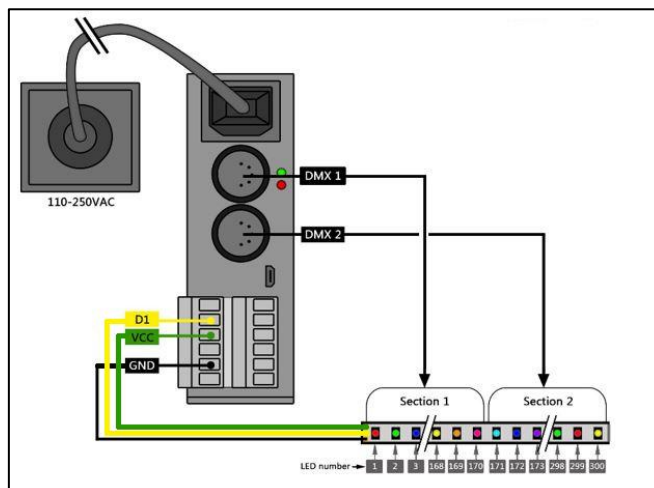 110-250VAC
DMX 1
DMX 2
D1
VCC
GND
Section 1
Section 2
LED number
1 2 3 168 169 170 171 172 173 298 299 300